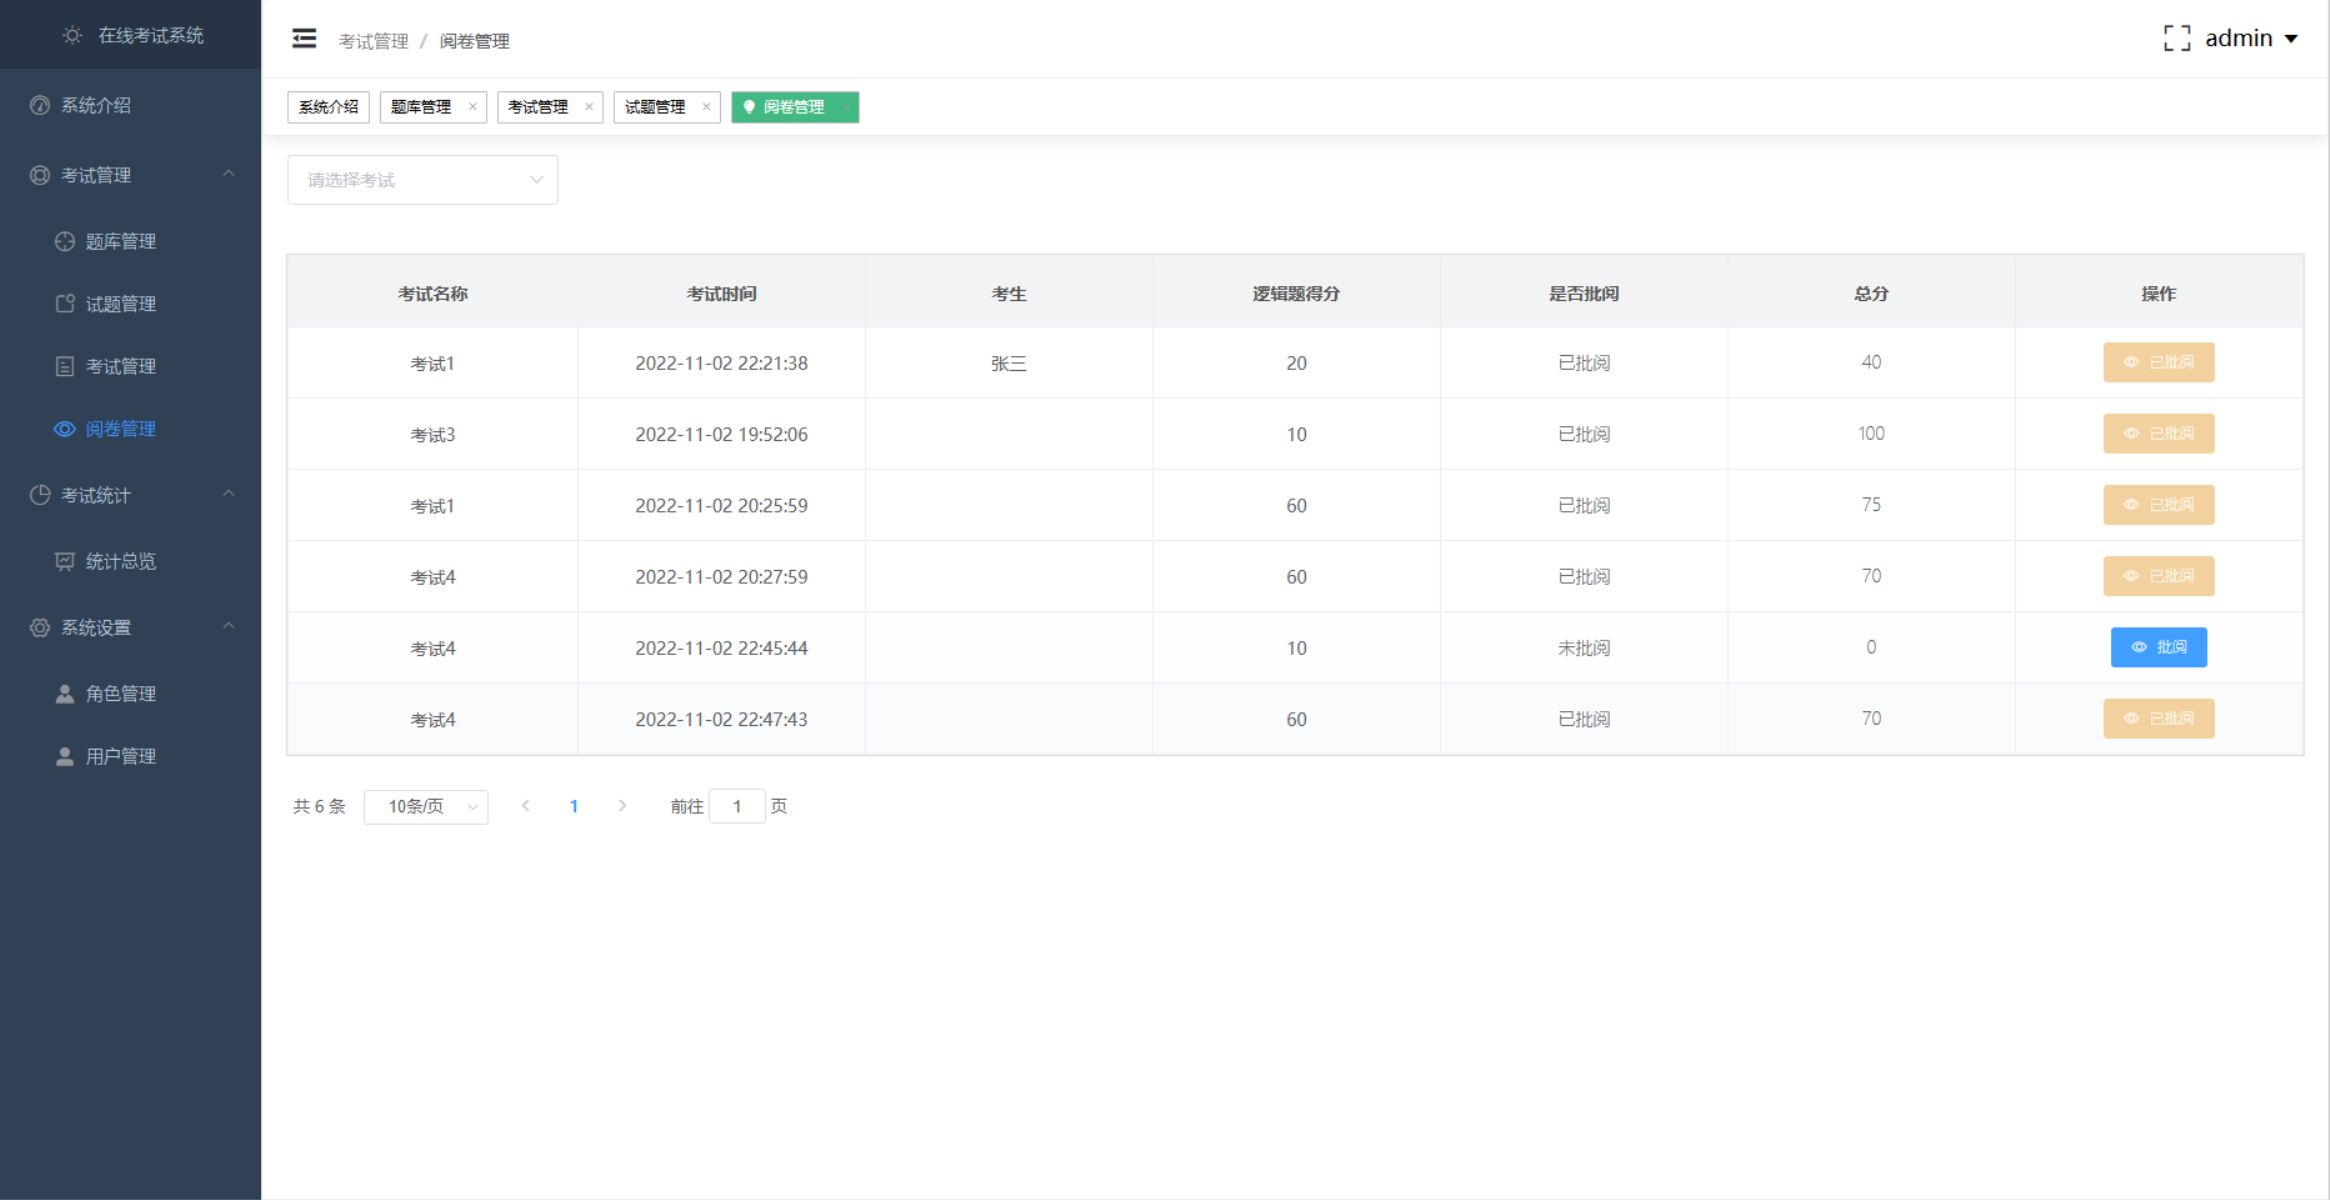 在线考试系统
系统介绍
考试管理
题库管理
试题管理
考试管理
阅卷管理
考试统计
统计总览
系统设置
角色管理
用户管理
考试管理 / 阅卷管理
admin
系统介绍 题库管理 × 考试管理 × 试题管理 × 阅卷管理 ×
请选择考试
考试名称 考试时间 考生 逻辑题得分 是否批阅 总分 操作
考试1 2022-11-02 22:21:38 张三 20 已批阅 40 已批阅
考试3 2022-11-02 19:52:06 10 已批阅 100 已批阅
考试1 2022-11-02 20:25:59 60 已批阅 75 已批阅
考试4 2022-11-02 20:27:59 60 已批阅 70 已批阅
考试4 2022-11-02 22:45:44 10 未批阅 0 批阅
考试4 2022-11-02 22:47:43 60 已批阅 70 已批阅
共 6 条 10条/页 1 前往 1 页